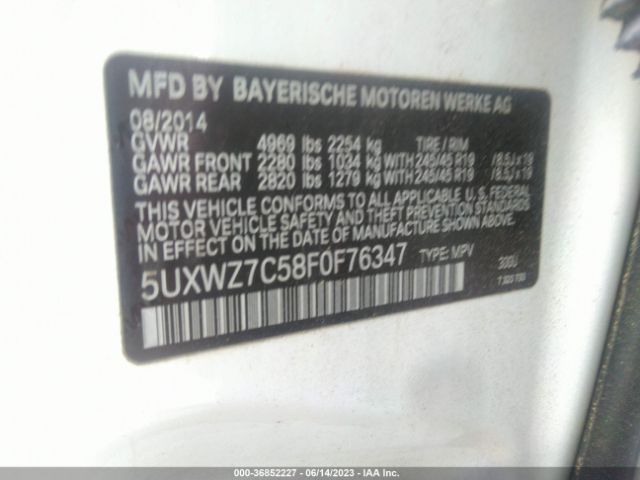 MFD BY BAYERISCHE MOTOREN WERKE AG
08/2014
GVWR 4969 lbs 2254 kg TIRE / RIM
GAWR FRONT 2280 lbs 1034 kg WITH 245/45 R19 / 8.5J x 19
GAWR REAR 2820 lbs 1279 kg WITH 245/45 R19 / 8.5J x 19
THIS VEHICLE CONFORMS TO ALL APPLICABLE U. S. FEDERAL
MOTOR VEHICLE SAFETY AND THEFT PREVENTION STANDARDS
IN EFFECT ON THE DATE OF MANUFACTURE SHOWN ABOVE.
5UXWZ7C58F0F76347 TYPE: MPV 300U
000-36852227 - 06/14/2023 - IAA Inc.